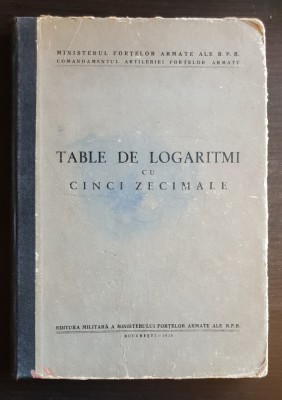 MINISTERUL FORȚELOR ARMATE ALE R.P.R.
COMANDAMENTUL ARTILERIEI FORȚELOR ARMATE
TABLE DE LOGARITMI
CU
CINCI ZECIMALE
EDITURA MILITARĂ A MINISTERULUI FORȚELOR ARMATE ALE R.P.R.
BUCUREȘTI